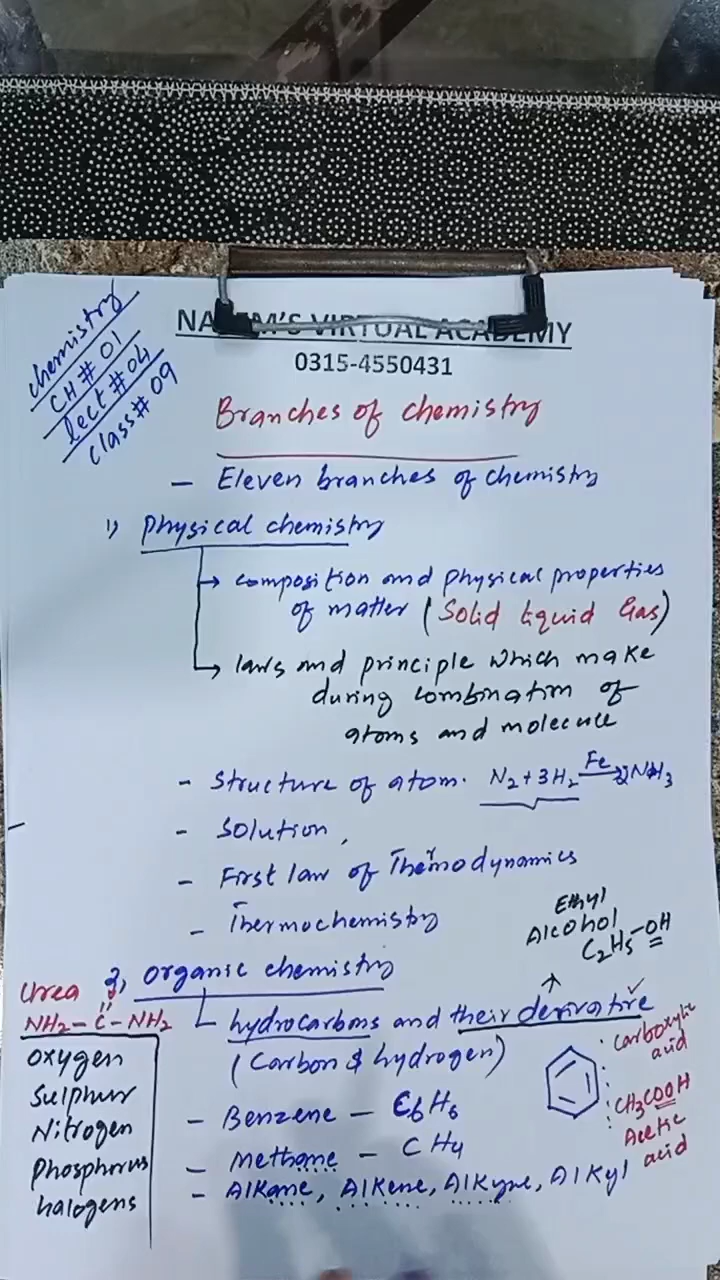 chemistry
CH # 01
lect # 04
class # 09
VIRTUAL ACADEMY
0315-4550431
Branches of chemistry
- Eleven branches of chemistry
1) Physical chemistry
→ composition and physical properties
of matter (Solid liquid Gas)
→ laws and principle which make
during combination of
atoms and molecule
- Structure of atom. N2 + 3H2 Fe → 2NH3
- Solution,
- First law of Thermodynamics
- Thermochemistry
Ethyl
Alcohol
C2H5-OH
2, organic chemistry
hydrocarbons and their derivative ✓
(Carbon & hydrogen)
- Benzene - C6H6
- Methane - CH4
- Alkane, Alkene, Alkyne, Alkyl
Urea
O
NH2-C-NH2
oxygen
Sulphur
Nitrogen
Phosphorus
halogens
Carboxylic
acid
CH3COOH
Acetic
acid